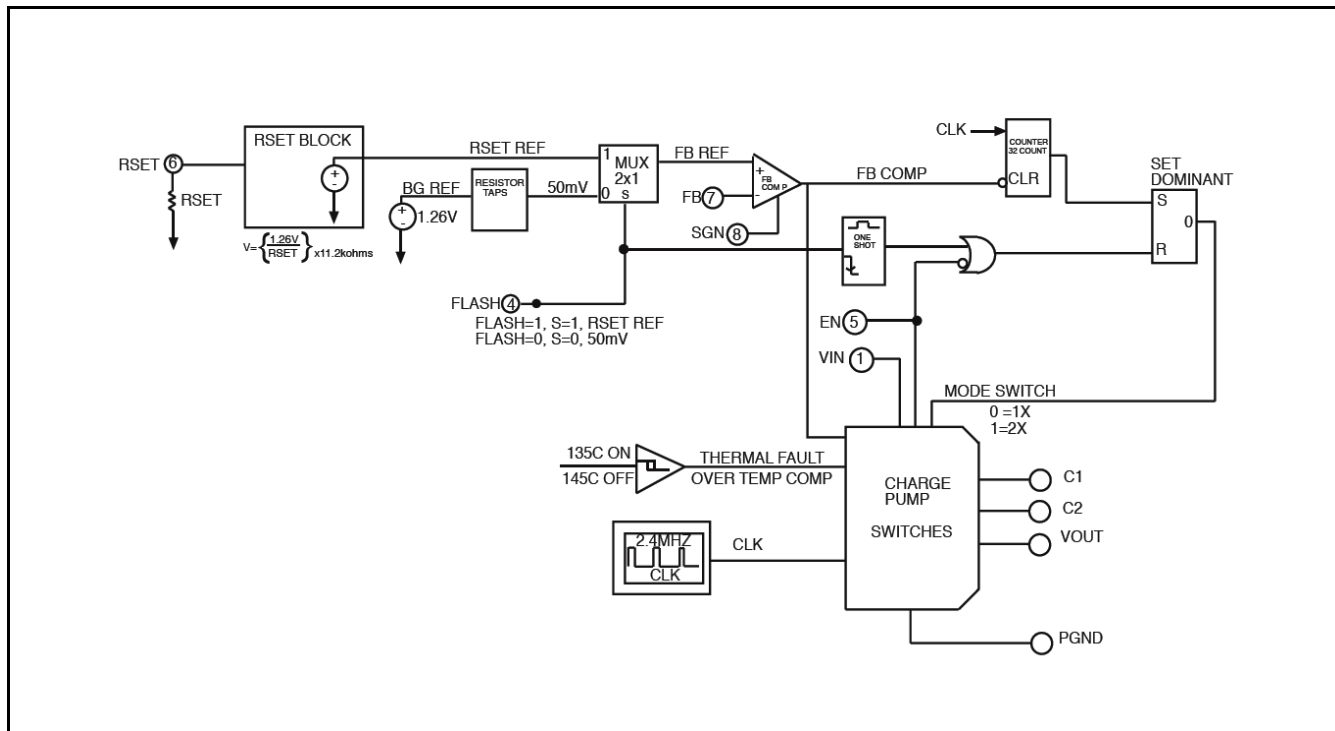 RSET BLOCK
RSET 6
RSET
+
-
V={1.26V/RSET}x11.2kohms
RSET REF
BG REF
+
-
1.26V
RESISTOR
TAPS
50mV
1
MUX
2x1
0 s
FB REF
+
FB
COM P
-
FB 7
SGN 8
FB COMP
CLK
COUNTER
32 COUNT
CLR
SET
DOMINANT
S
0
R
ONE
SHOT
FLASH 4
FLASH=1, S=1, RSET REF
FLASH=0, S=0, 50mV
EN 5
VIN 1
MODE SWITCH
0 =1X
1=2X
135C ON
145C OFF
THERMAL FAULT
OVER TEMP COMP
CHARGE
PUMP
SWITCHES
C1
C2
VOUT
2.4MHZ
CLK
CLK
PGND